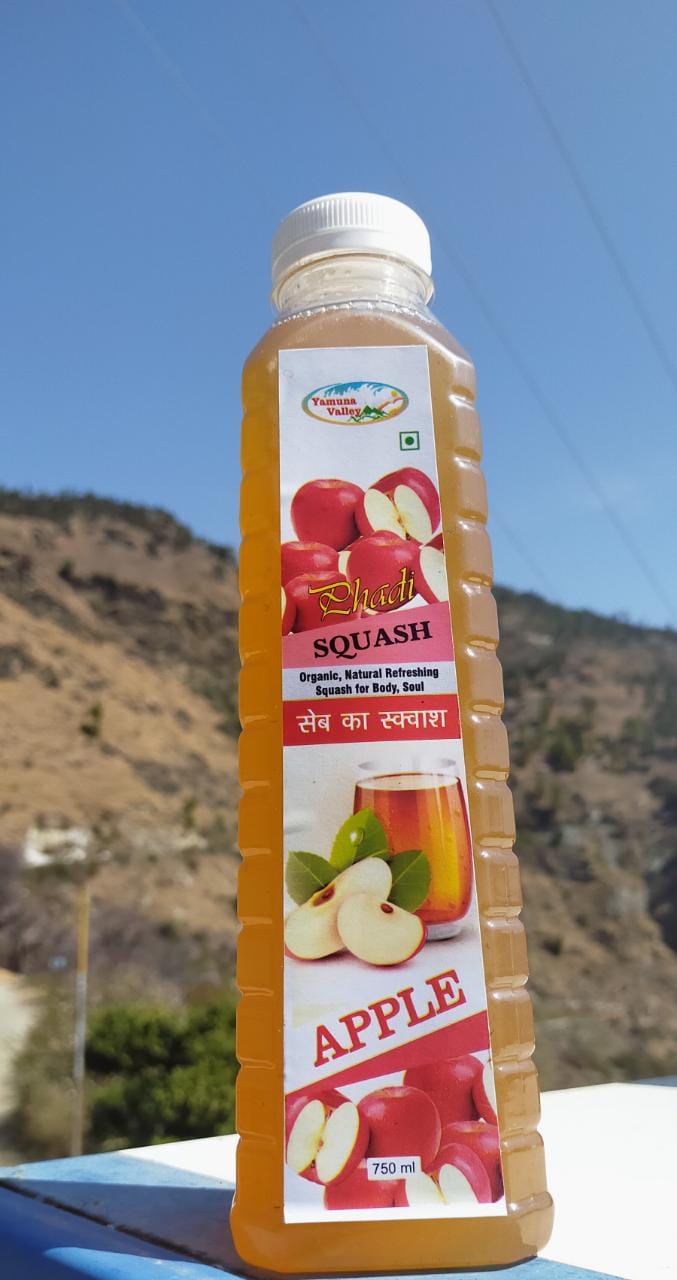 Yamuna
Valley
Phadi
SQUASH
Organic, Natural Refreshing
Squash for Body, Soul
सेब का स्क्वाश
APPLE
750 ml